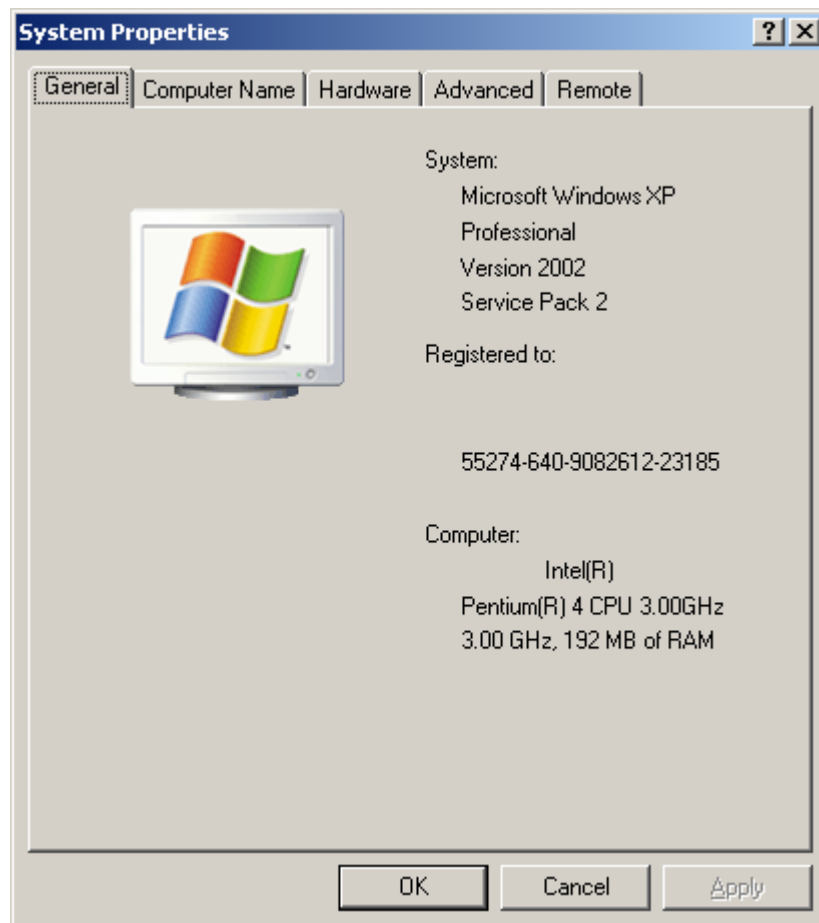 System Properties
General Computer Name Hardware Advanced Remote
System:
Microsoft Windows XP
Professional
Version 2002
Service Pack 2
Registered to:
55274-640-9082612-23185
Computer:
Intel(R)
Pentium(R) 4 CPU 3.00GHz
3.00 GHz, 192 MB of RAM
OK Cancel Apply